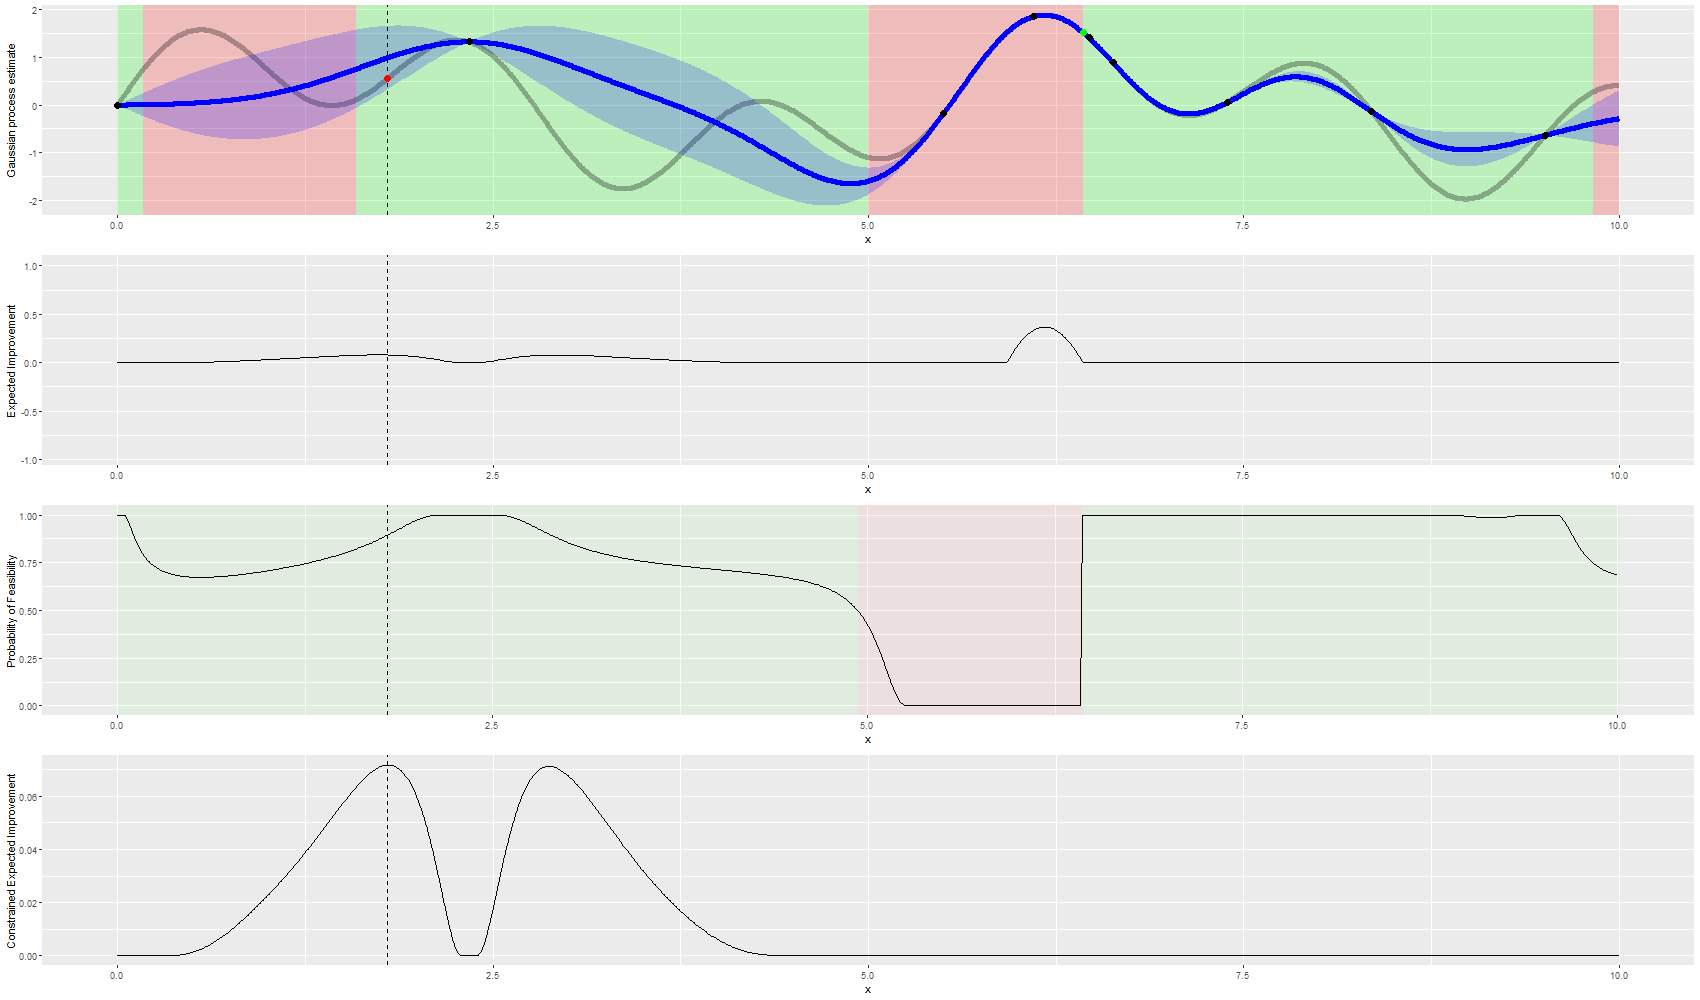 Gaussian process estimate
2
1
0
-1
-2
0.0 2.5 5.0 7.5 10.0
x
Expected Improvement
1.0
0.5
0.0
-0.5
-1.0
0.0 2.5 5.0 7.5 10.0
x
Probability of Feasibility
1.00
0.75
0.50
0.25
0.00
0.0 2.5 5.0 7.5 10.0
x
Constrained Expected Improvement
0.06
0.04
0.02
0.00
0.0 2.5 5.0 7.5 10.0
x